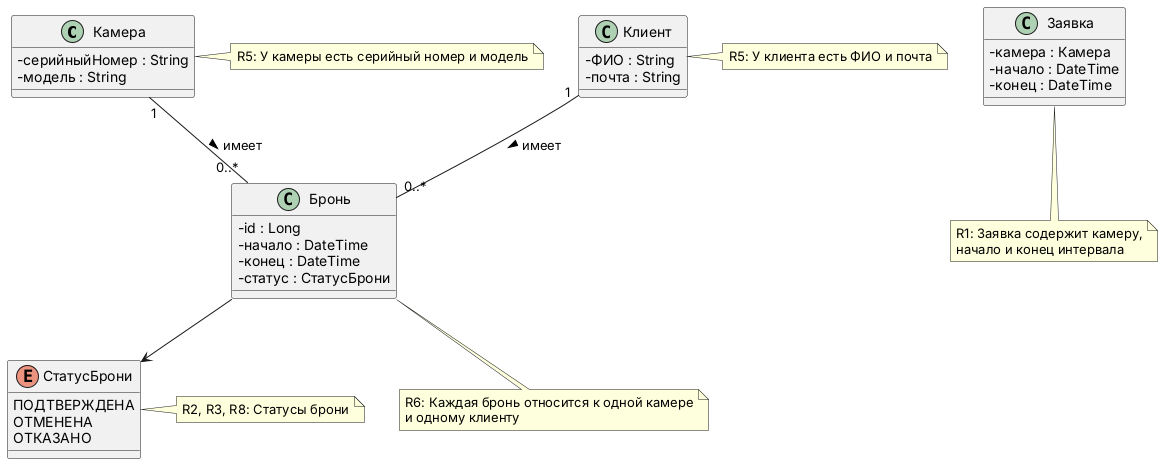 C Камера
-серийныйНомер : String
-модель : String
R5: У камеры есть серийный номер и модель
C Клиент
-ФИО : String
-почта : String
R5: У клиента есть ФИО и почта
C Заявка
-камера : Камера
-начало : DateTime
-конец : DateTime
1
имеет
0..*
1
имеет
0..*
C Бронь
-id : Long
-начало : DateTime
-конец : DateTime
-статус : СтатусБрони
R1: Заявка содержит камеру,
начало и конец интервала
E СтатусБрони
ПОДТВЕРЖДЕНА
ОТМЕНЕНА
ОТКАЗАНО
R2, R3, R8: Статусы брони
R6: Каждая бронь относится к одной камере
и одному клиенту